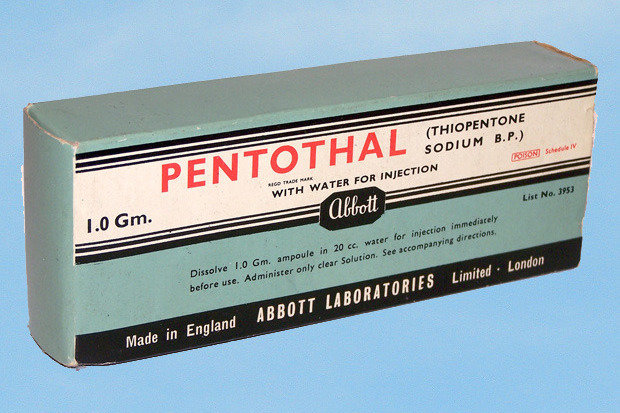 PENTOTHAL
(THIOPENTONE
SODIUM B.P.)
REGD TRADE MARK
WITH WATER FOR INJECTION
POISON Schedule IV
1.0 Gm.
Abbott
List No. 3953
Dissolve 1.0 Gm. ampoule in 20 cc. water for injection immediately
before use. Administer only clear Solution. See accompanying directions.
Made in England ABBOTT LABORATORIES Limited · London